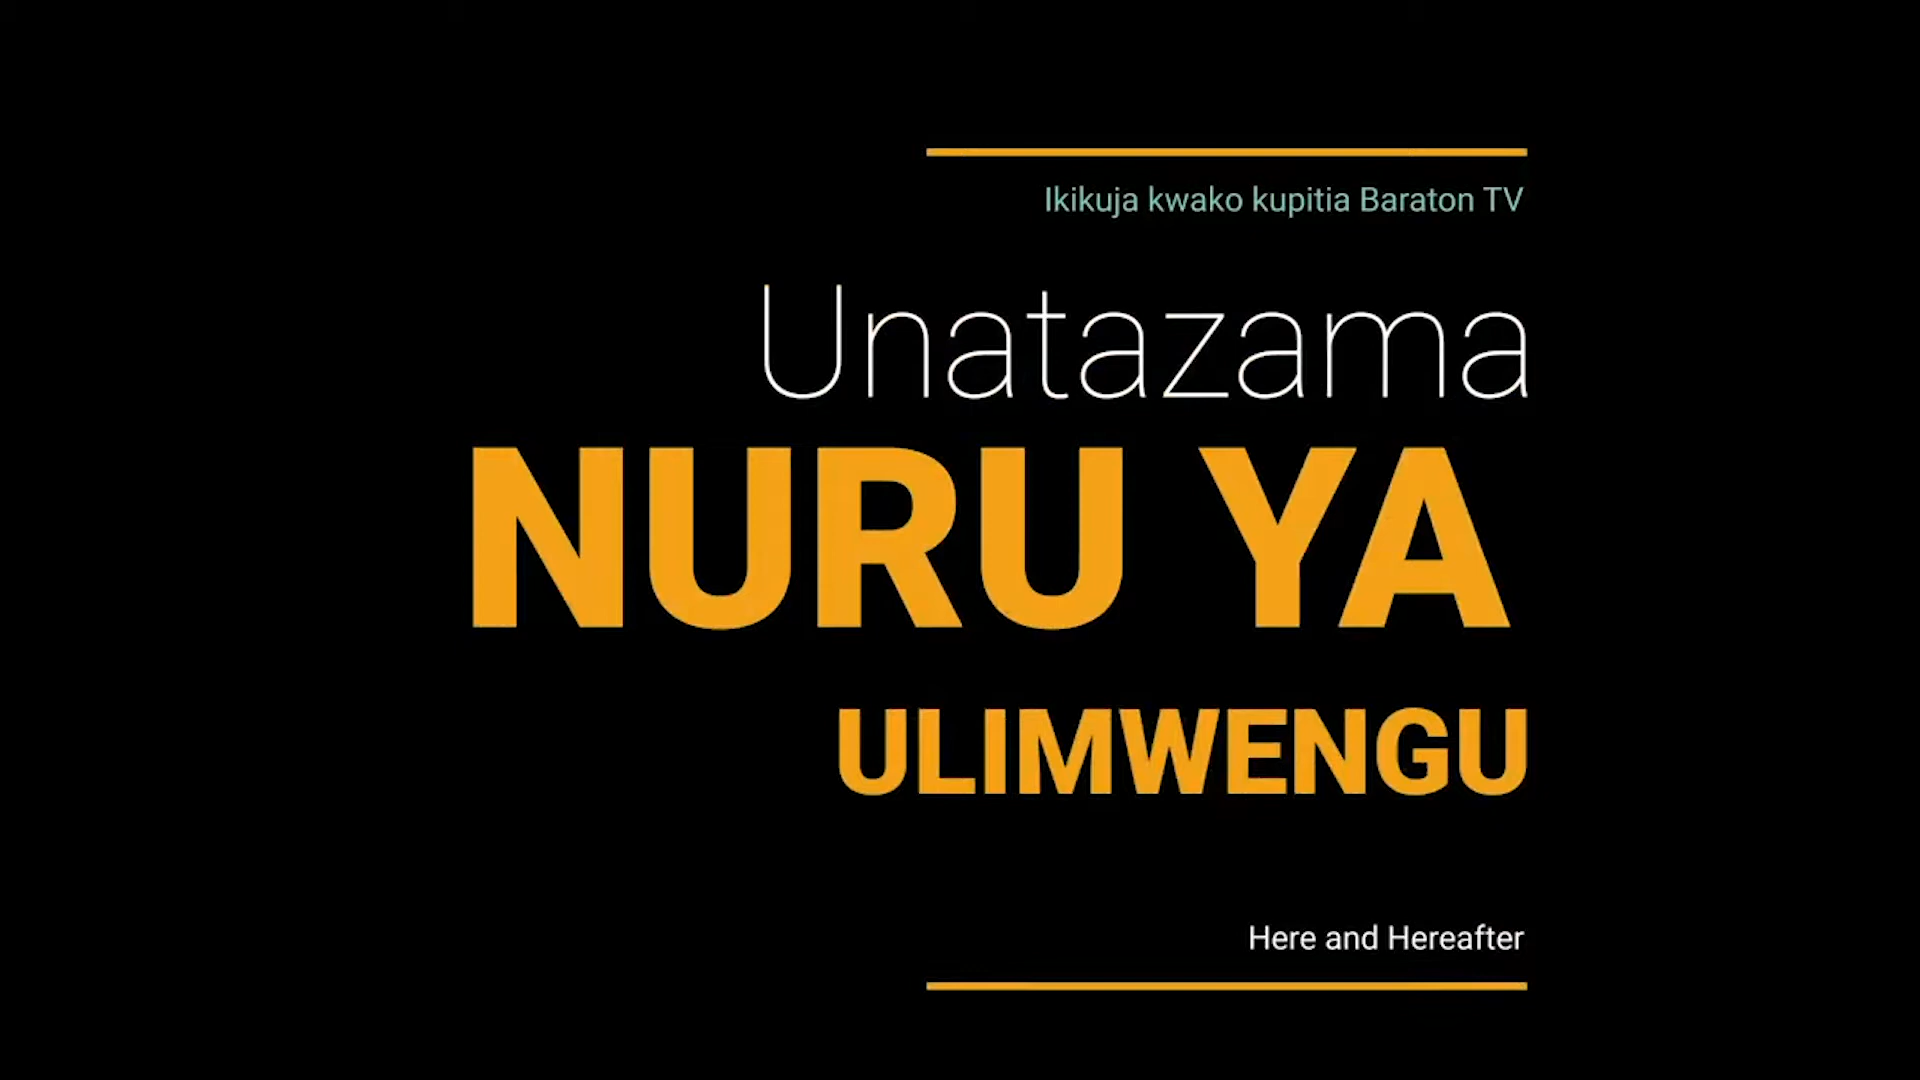 Ikikuja kwako kupitia Baraton TV
Unatazama
NURU YA
ULIMWENGU
Here and Hereafter